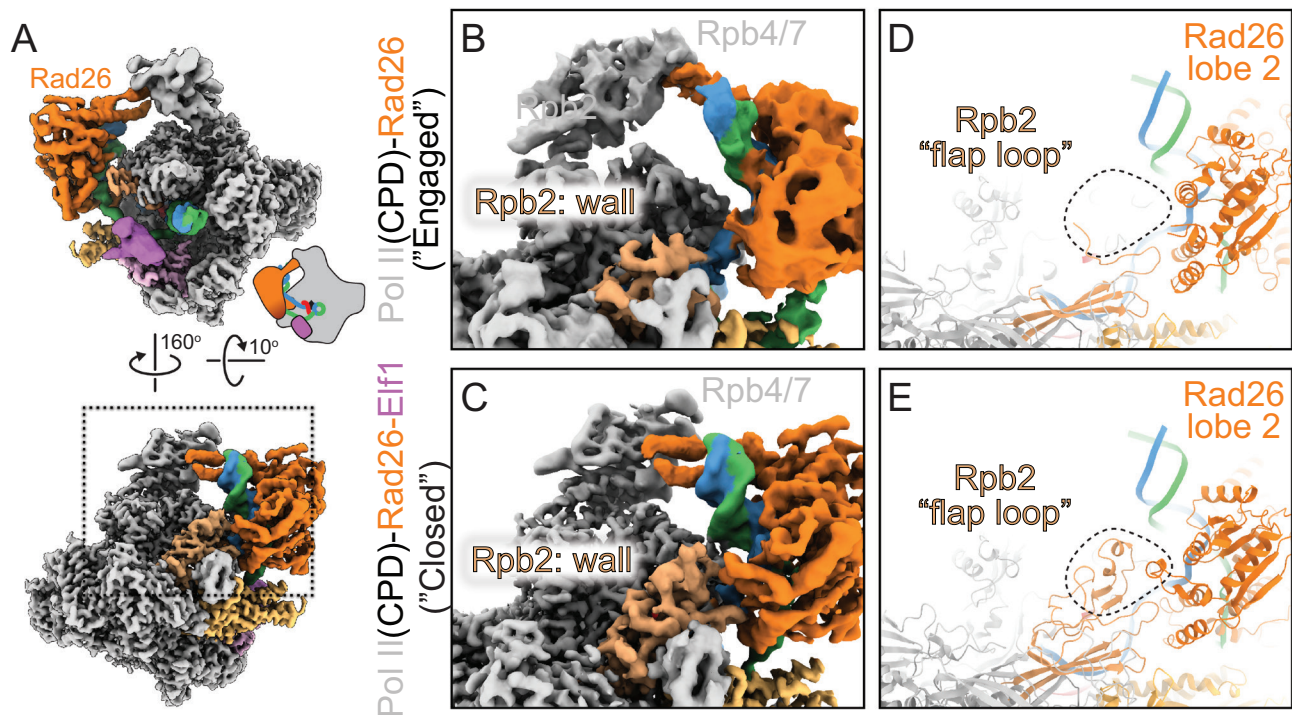 A
Rad26
160°
10°
Pol II(CPD)-Rad26
("Engaged")
Pol II(CPD)-Rad26-Elf1
("Closed")
B
Rpb4/7
Rpb2
Rpb2: wall
C
Rpb4/7
Rpb2: wall
D
Rad26
lobe 2
Rpb2
“flap loop”
E
Rad26
lobe 2
Rpb2
“flap loop”